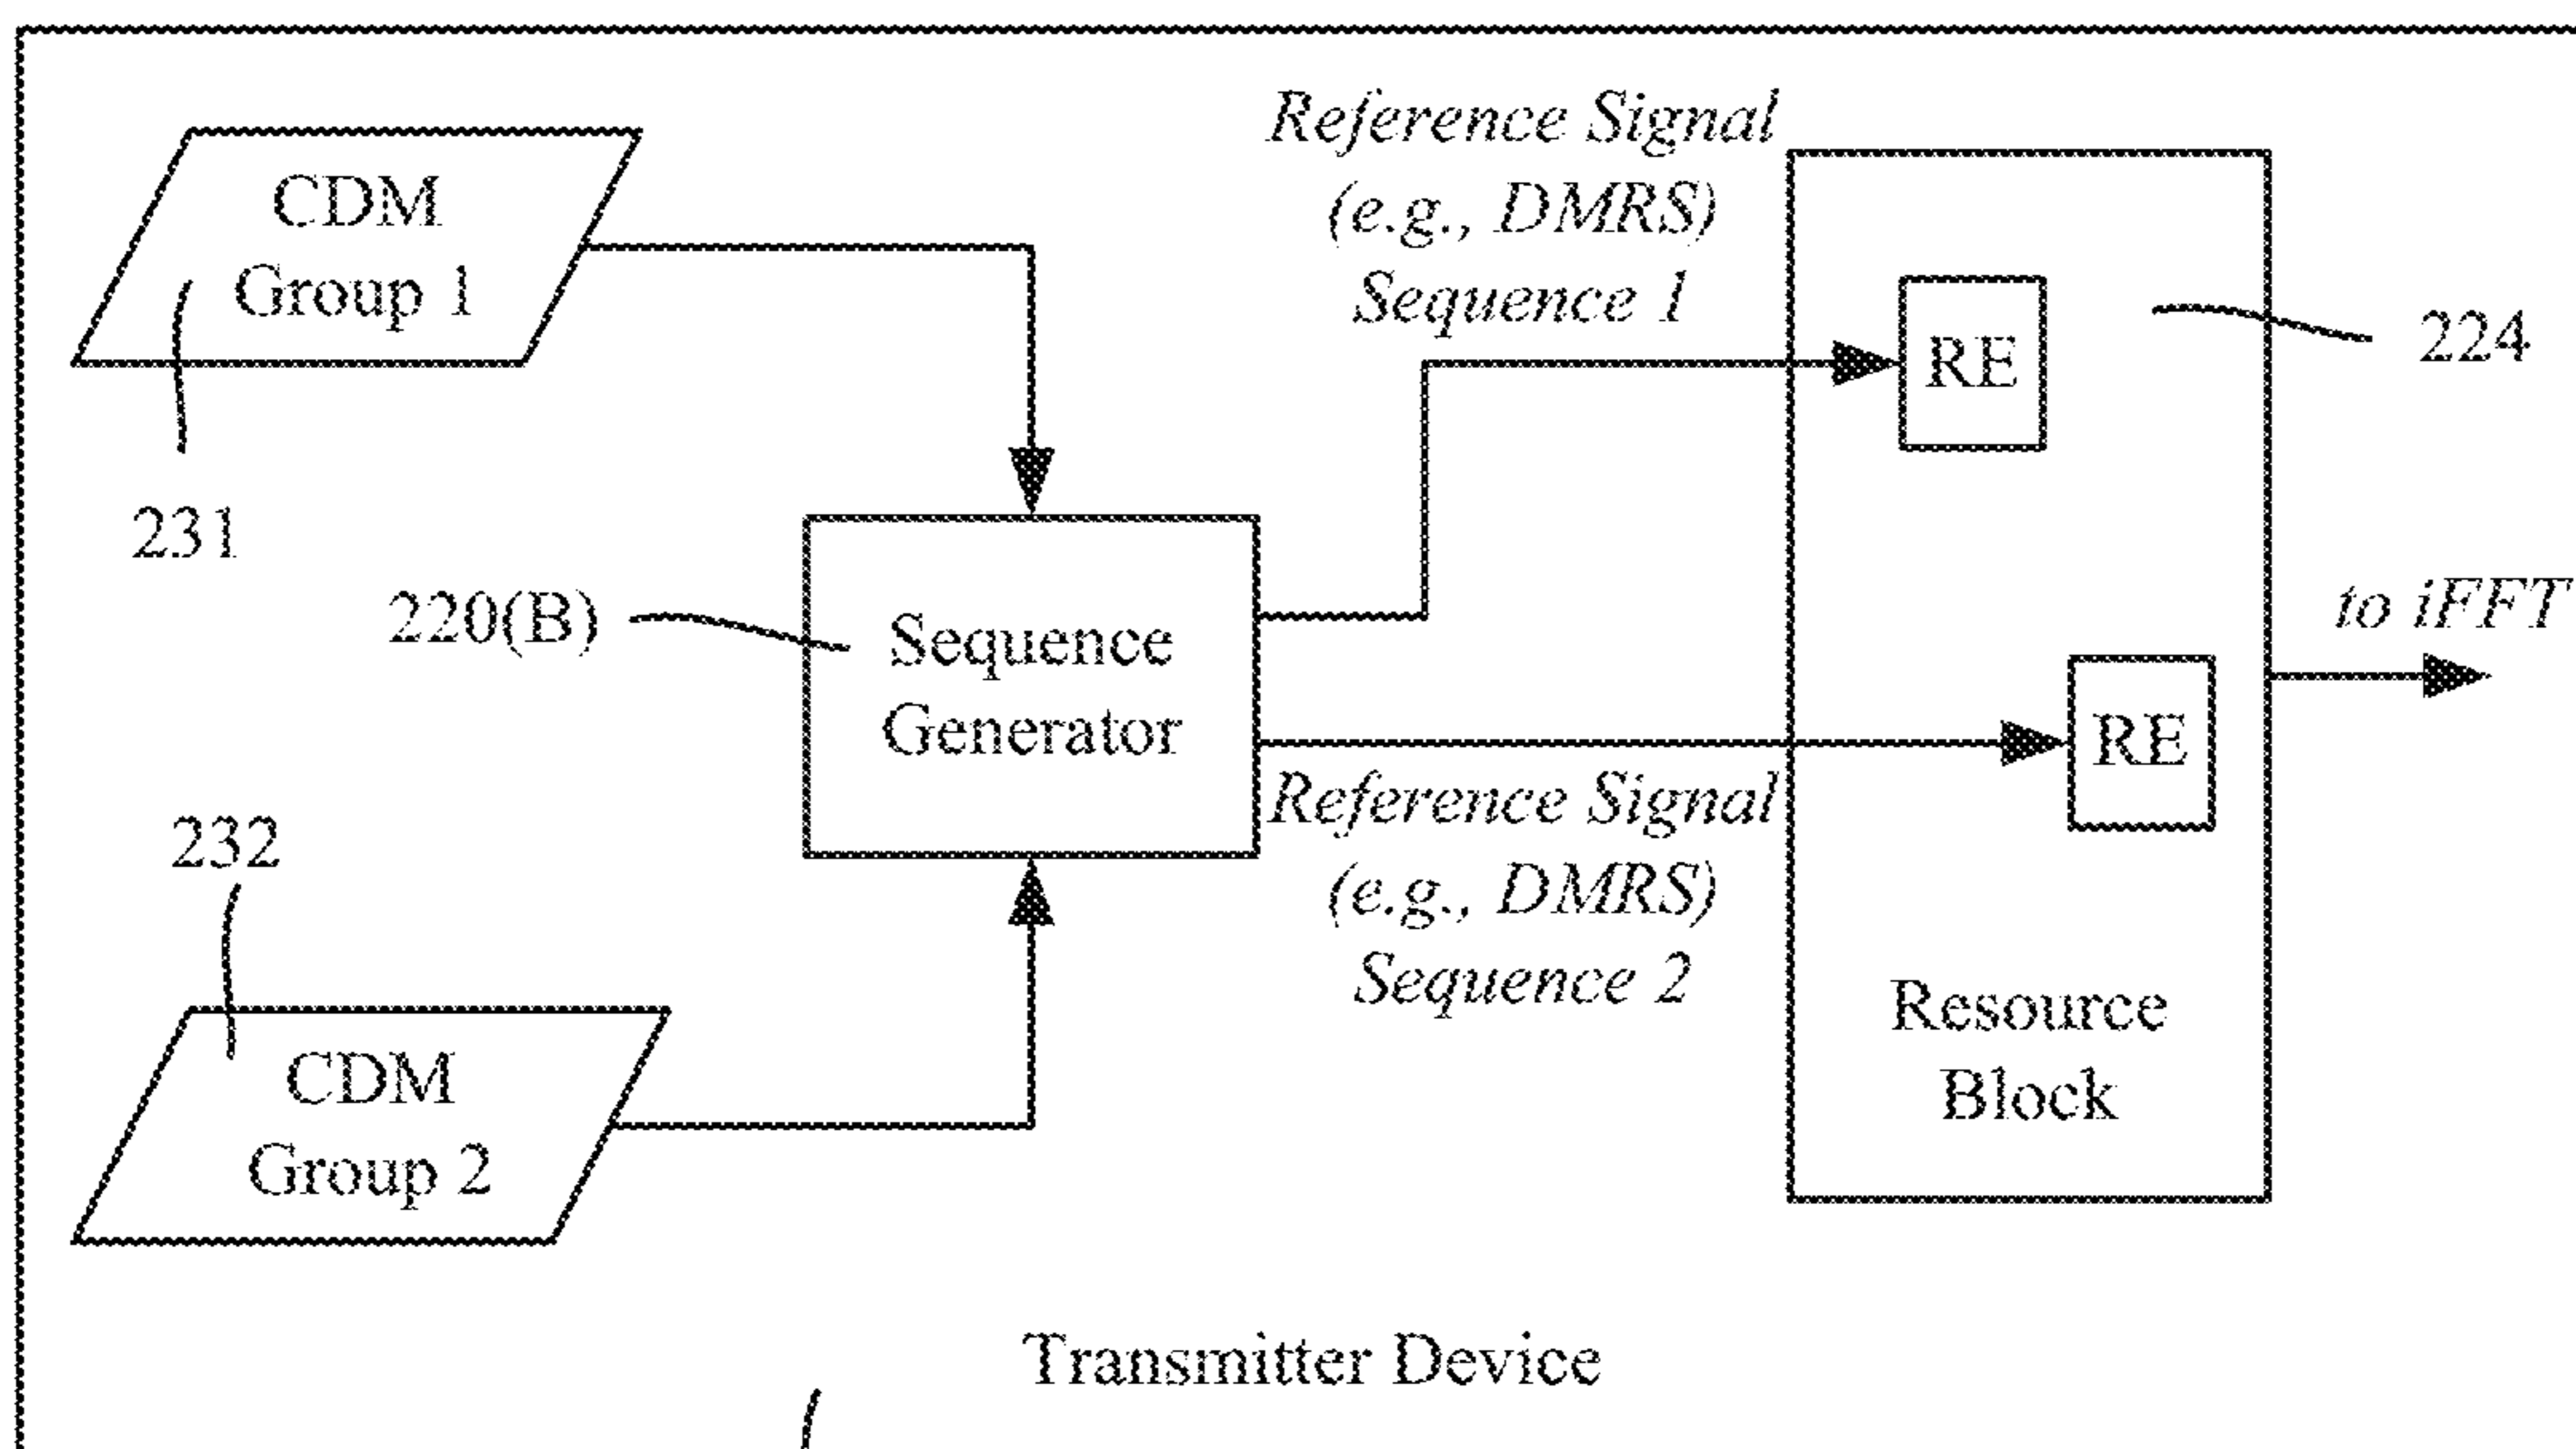 CDM
Group 1
231
220(B)
Sequence
Generator
232
CDM
Group 2
Reference Signal
(e.g., DMRS)
Sequence 1
RE
224
to iFFT
RE
Reference Signal
(e.g., DMRS)
Sequence 2
Resource
Block
Transmitter Device